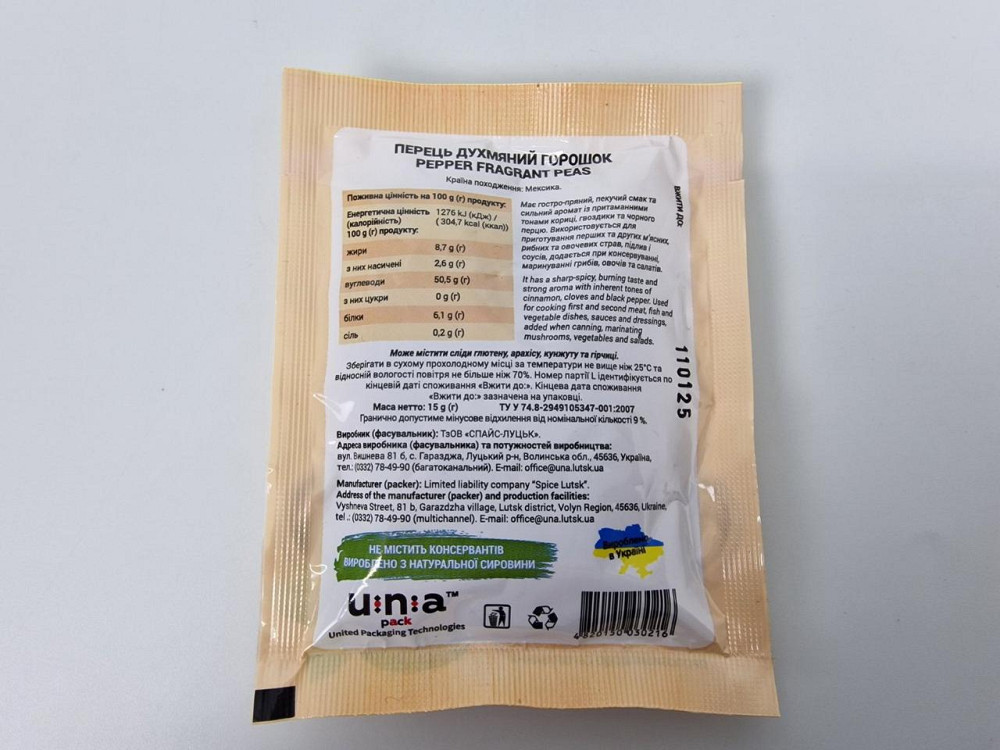 ПЕРЕЦЬ ДУХМЯНИЙ ГОРОШОК
PEPPER FRAGRANT PEAS
Країна походження: Мексика.
Поживна цінність на 100 g (г) продукту:
Енергетична цінність 1276 kJ (кДж) /
(калорійність) (304,7 kcal (ккал))
100 g (г) продукту:
жири 8,7 g (г)
з них насичені 2,6 g (г)
вуглеводи 50,5 g (г)
з них цукри 0 g (г)
білки 6,1 g (г)
сіль 0,2 g (г)
Має гостро-пряний, пекучий смак та
сильний аромат із притаманними
тонами кориці, гвоздики та чорного
перцю. Використовується для
приготування перших та других м'ясних,
рибних та овочевих страв, підлив і
соусів, додається при консервуванні,
маринуванні грибів, овочів та салатів.
It has a sharp-spicy, burning taste and
strong aroma with inherent tones of
cinnamon, cloves and black pepper. Used
for cooking first and second meat, fish and
vegetable dishes, sauces and dressings,
added when canning, marinating
mushrooms, vegetables and salads.
ВЖИТИ ДО:
110125
Може містити сліди глютену, арахісу, кунжуту та гірчиці.
Зберігати в сухому прохолодному місці за температури не вище ніж 25°C та
відносній вологості повітря не більше ніж 70%. Номер партії L ідентифікується по
кінцевій даті споживання «Вжити до:». Кінцева дата споживання
«Вжити до:» зазначена на упаковці.
Маса нетто: 15 g (г) ТУ У 74.8-2949105347-001:2007
Гранично допустиме мінусове відхилення від номінальної кількості 9 %.
Виробник (фасувальник): ТзОВ «СПАЙС-ЛУЦЬК».
Адреса виробника (фасувальника) та потужностей виробництва:
вул. Вишнева 81 б, с. Гаразджа, Луцький р-н, Волинська обл., 45636, Україна,
тел.: (0332) 78-49-90 (багатоканальний). E-mail: office@una.lutsk.ua
Manufacturer (packer): Limited liability company "Spice Lutsk".
Address of the manufacturer (packer) and production facilities:
Vyshneva Street, 81 b, Garazdzha village, Lutsk district, Volyn Region, 45636, Ukraine,
tel .: (0332) 78-49-90 (multichannel). E-mail: office@una.lutsk.ua
НЕ МІСТИТЬ КОНСЕРВАНТІВ
ВИРОБЛЕНО З НАТУРАЛЬНОЇ СИРОВИНИ
Вироблено
в Україні
u:n:a™
pack
United Packaging Technologies
4 820130 030216